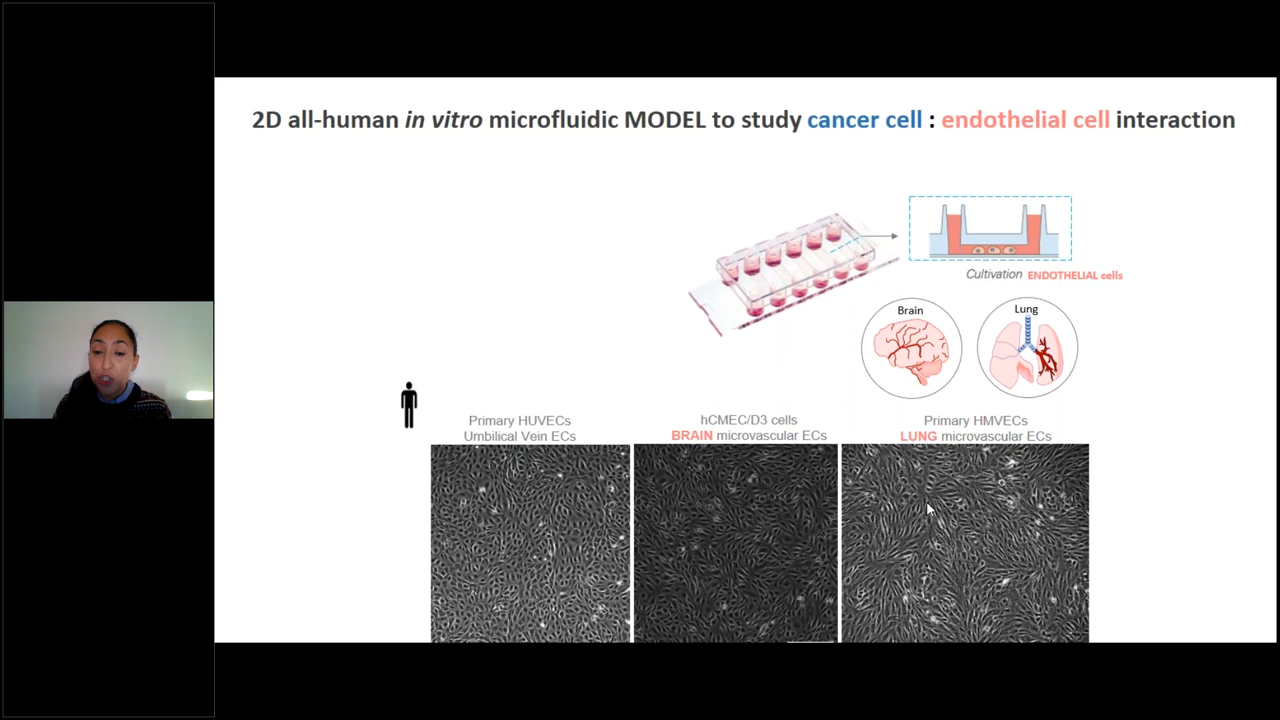 2D all-human in vitro microfluidic MODEL to study cancer cell : endothelial cell interaction
Cultivation ENDOTHELIAL cells
Brain
Lung
Primary HUVECs
Umbilical Vein ECs
hCMEC/D3 cells
BRAIN microvascular ECs
Primary HMVECs
LUNG microvascular ECs